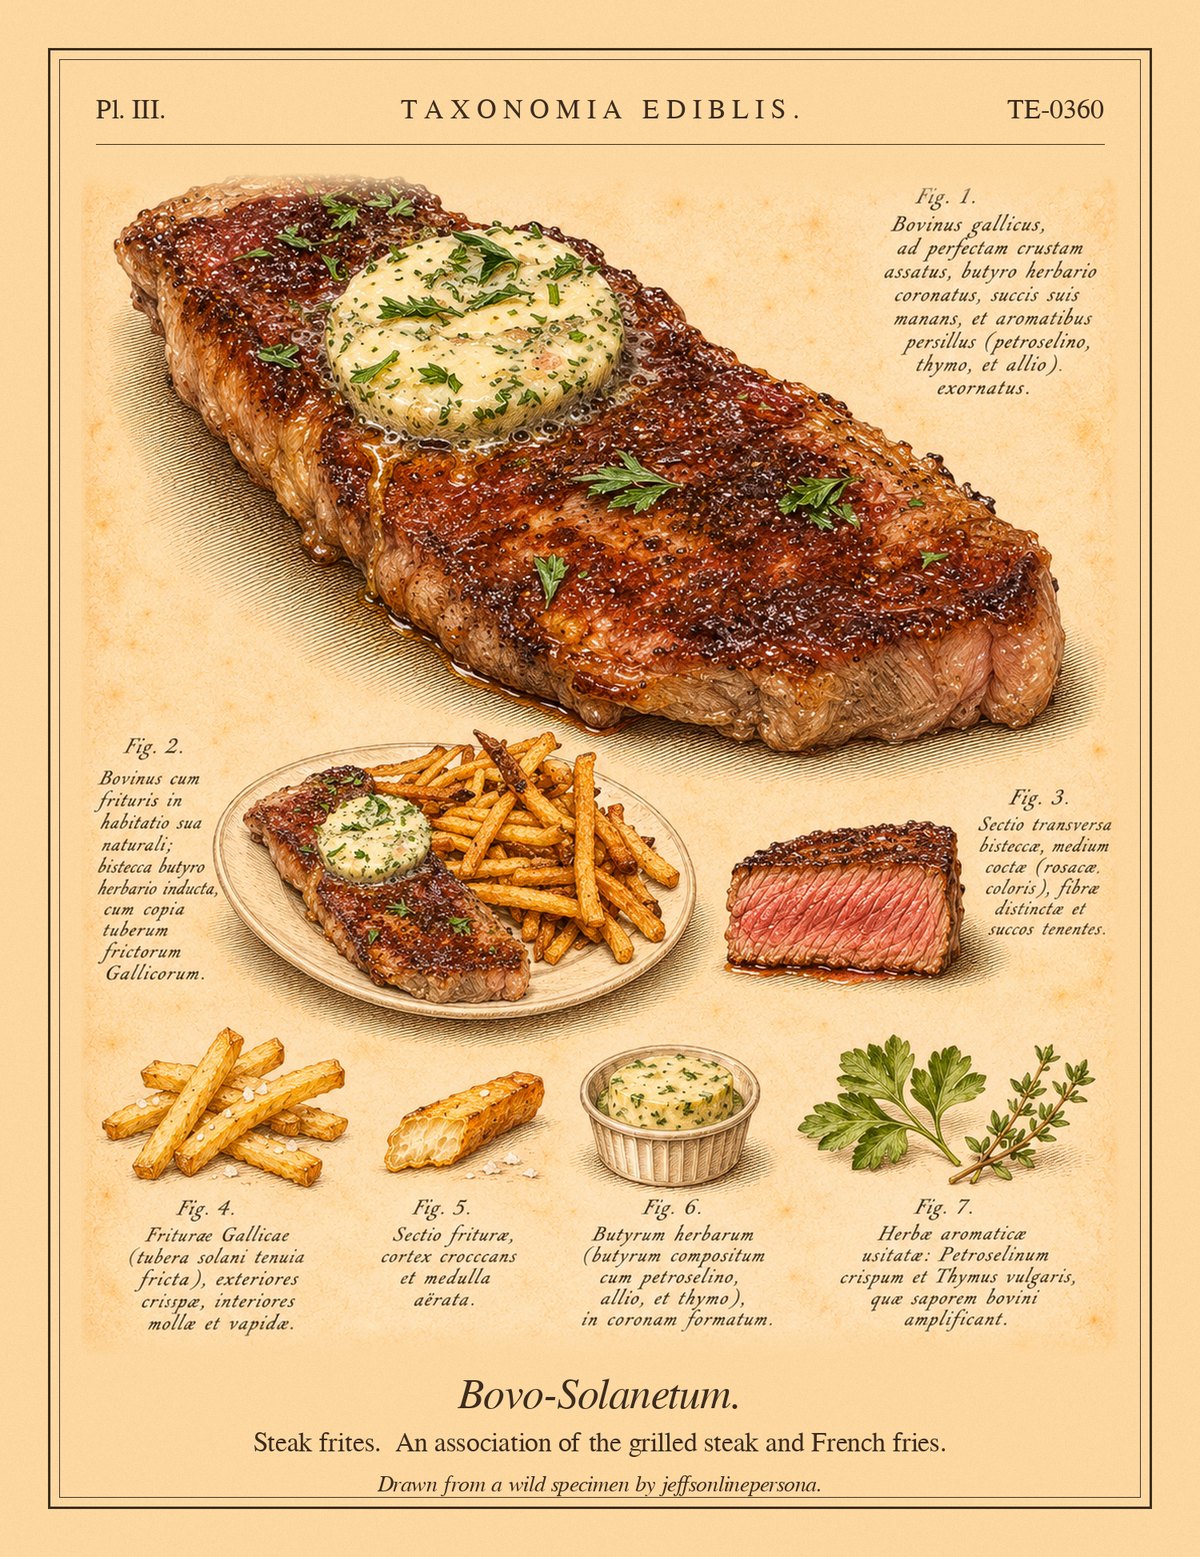 Pl. III.
TAXONOMIA EDIBLIS.
TE-0360
Fig. 1.
Bovinus gallicus,
ad perfectam crustam
assatus, butyro herbario
coronatus, succis suis
manans, et aromatibus
persillus (petroselino,
thymo, et allio).
exornatus.
Fig. 2.
Bovinus cum
frituris in
habitatio sua
naturali;
bistecca butyro
herbario inducta,
cum copia
tuberum
frictorum
Gallicorum.
Fig. 3.
Sectio transversa
bisteccæ, medium
coctæ (rosacæ.
coloris), fibræ
distinctæ et
succos tenentes.
Fig. 4.
Frituræ Gallicae
(tubera solani tenuia
fricta), exteriores
crispæ, interiores
mollæ et vapidæ.
Fig. 5.
Sectio frituræ,
cortex crocccans
et medulla
aërata.
Fig. 6.
Butyrum herbarum
(butyrum compositum
cum petroselino,
allio, et thymo),
in coronam formatum.
Fig. 7.
Herbæ aromaticæ
usitatæ: Petroselinum
crispum et Thymus vulgaris,
quæ saporem bovini
amplificant.
Bovo-Solanetum.
Steak frites. An association of the grilled steak and French fries.
Drawn from a wild specimen by jeffsonlinepersona.